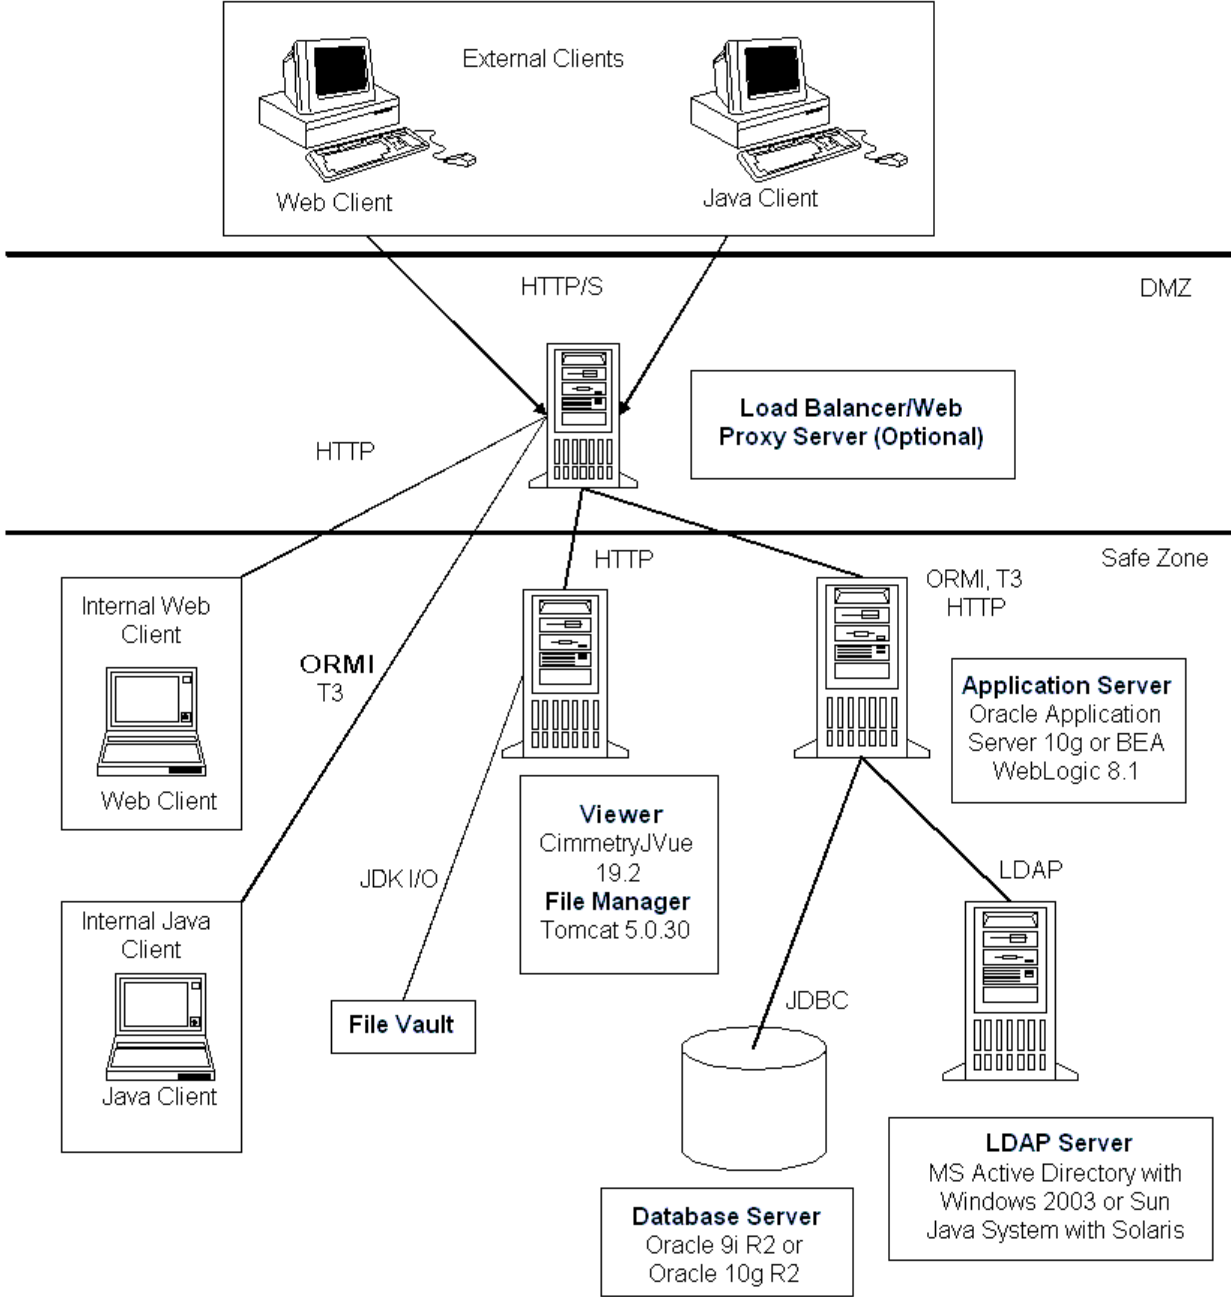 External Clients
Web Client
Java Client
HTTP/S
DMZ
Load Balancer/Web
Proxy Server (Optional)
HTTP
HTTP
Safe Zone
ORMI, T3
HTTP
Internal Web
Client
Web Client
ORMI
T3
Application Server
Oracle Application
Server 10g or BEA
WebLogic 8.1
Viewer
CimmetryJVue
19.2
File Manager
Tomcat 5.0.30
JDK I/O
LDAP
Internal Java
Client
Java Client
File Vault
JDBC
LDAP Server
MS Active Directory with
Windows 2003 or Sun
Java System with Solaris
Database Server
Oracle 9i R2 or
Oracle 10g R2